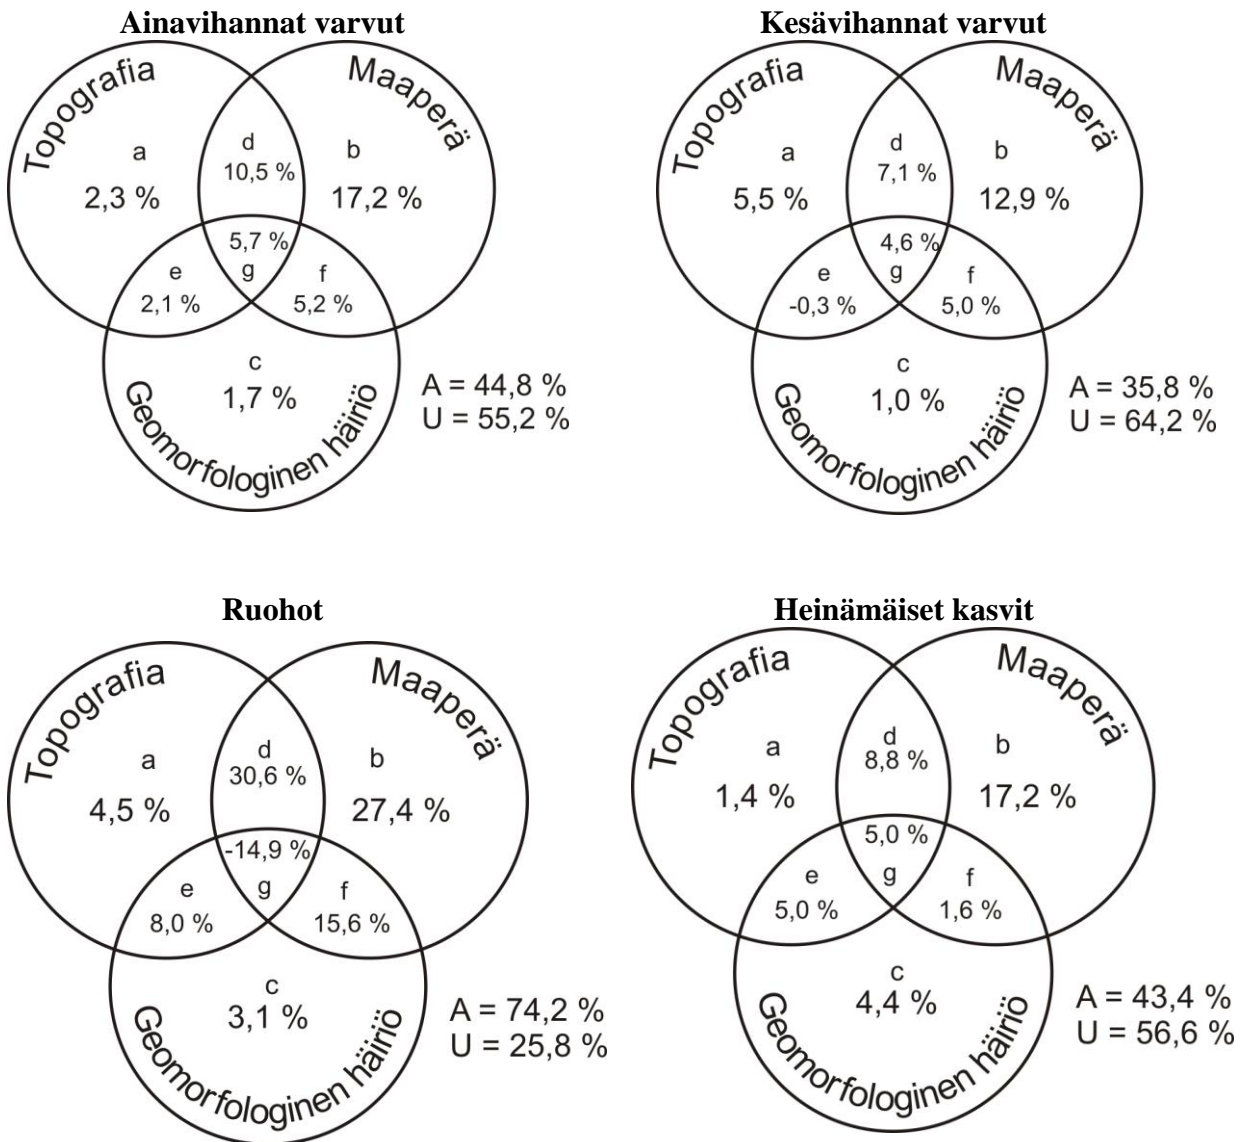 Ainavihannat varvut
Topografia
Maaperä
a
2,3 %
d
10,5 %
b
17,2 %
5,7 %
g
e
2,1 %
f
5,2 %
c
1,7 %
Geomorfologinen häiriö
A = 44,8 %
U = 55,2 %
Kesävihannat varvut
Topografia
Maaperä
a
5,5 %
d
7,1 %
b
12,9 %
4,6 %
g
e
-0,3 %
f
5,0 %
c
1,0 %
Geomorfologinen häiriö
A = 35,8 %
U = 64,2 %
Ruohot
Topografia
Maaperä
a
4,5 %
d
30,6 %
b
27,4 %
-14,9 %
g
e
8,0 %
f
15,6 %
c
3,1 %
Geomorfologinen häiriö
A = 74,2 %
U = 25,8 %
Heinämäiset kasvit
Topografia
Maaperä
a
1,4 %
d
8,8 %
b
17,2 %
5,0 %
g
e
5,0 %
f
1,6 %
c
4,4 %
Geomorfologinen häiriö
A = 43,4 %
U = 56,6 %